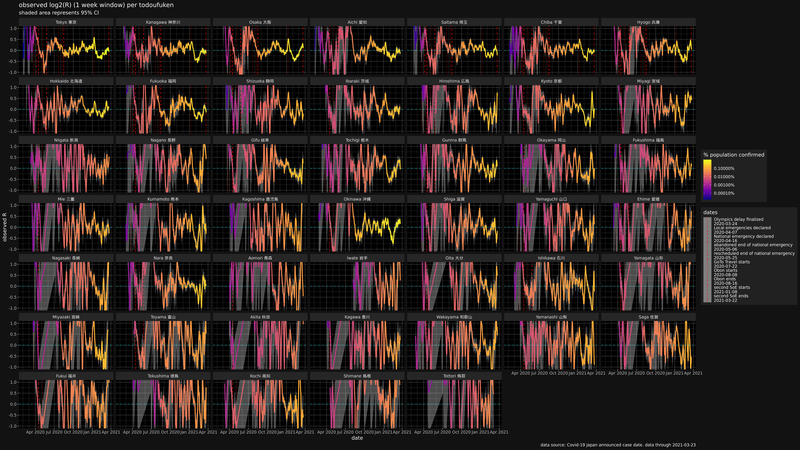 observed log2(R) (1 week window) per todoufuken
shaded area represents 95% CI
Tokyo 東京
Kanagawa 神奈川
Osaka 大阪
Aichi 愛知
Saitama 埼玉
Chiba 千葉
Hyogo 兵庫
Hokkaido 北海道
Fukuoka 福岡
Shizuoka 静岡
Ibaraki 茨城
Hiroshima 広島
Kyoto 京都
Miyagi 宮城
Niigata 新潟
Nagano 長野
Gifu 岐阜
Tochigi 栃木
Gunma 群馬
Okayama 岡山
Fukushima 福島
Mie 三重
Kumamoto 熊本
Kagoshima 鹿児島
Okinawa 沖縄
Shiga 滋賀
Yamaguchi 山口
Ehime 愛媛
Nagasaki 長崎
Nara 奈良
Aomori 青森
Iwate 岩手
Oita 大分
Ishikawa 石川
Yamagata 山形
Miyazaki 宮崎
Toyama 富山
Akita 秋田
Kagawa 香川
Wakayama 和歌山
Yamanashi 山梨
Saga 佐賀
Fukui 福井
Tokushima 徳島
Kochi 高知
Shimane 島根
Tottori 鳥取
1.0
0.5
0.0
-0.5
-1.0
observed R
Apr 2020 Jul 2020 Oct 2020 Jan 2021 Apr 2021
date
% population confirmed
0.10000%
0.01000%
0.00100%
0.00010%
dates
Olympics delay finalized
2020-03-24
Local emergencies declared
2020-04-07
National emergency declared
2020-04-16
abandoned end of national emergency
2020-05-06
rescheduled end of national emergency
2020-05-25
GoTo Travel starts
2020-07-22
Obon starts
2020-08-08
Obon ends
2020-08-16
second SoE starts
2021-01-08
second SoE ends
2021-03-22
data source: Covid-19 Japan announced case date. data through 2021-03-23